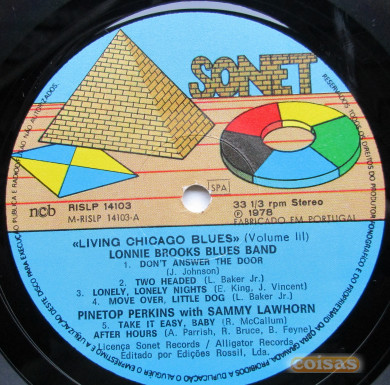 SONET
ncb
RISLP 14103
M-RISLP 14103-A
SPA
33 1/3 rpm Stereo
℗ 1978
FABRICADO EM PORTUGAL
«LIVING CHICAGO BLUES» (Volume III)
LONNIE BROOKS BLUES BAND
1. DON'T ANSWER THE DOOR
(J. Johnson)
2. TWO HEADED (L. Baker Jr.)
3. LONELY, LONELY NIGHTS (E. King, J. Vincent)
4. MOVE OVER, LITTLE DOG (L. Baker Jr.)
PINETOP PERKINS with SAMMY LAWHORN
5. TAKE IT EASY, BABY (R. McCallum)
AFTER HOURS (A. Parrish, R. Bruce, B. Feyne)
Licença Sonet Records / Alligator Records
Editado por Edições Rossil, Lda.
coisas